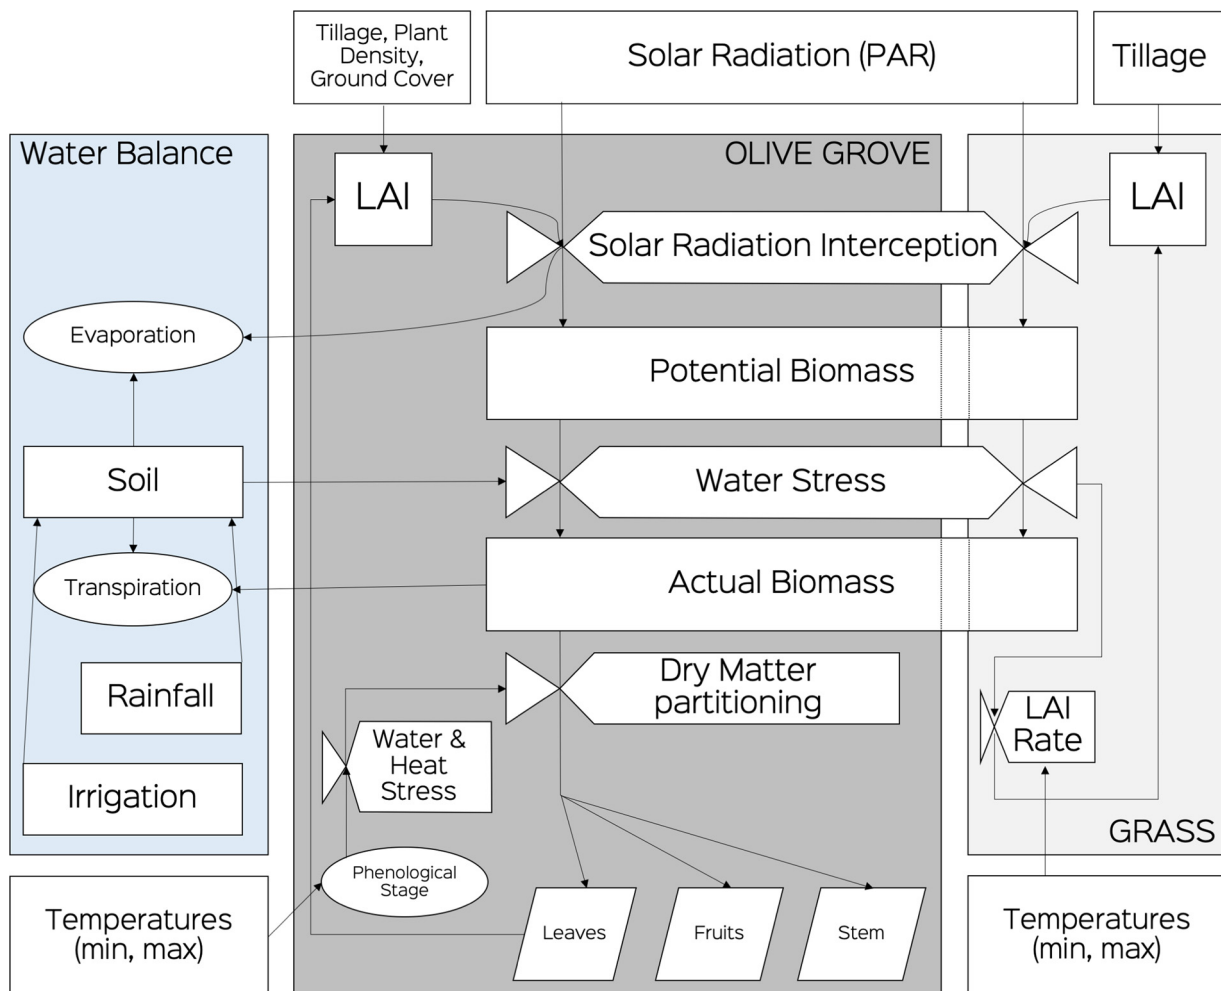 Tillage, Plant
Density,
Ground Cover
Solar Radiation (PAR)
Tillage
Water Balance
OLIVE GROVE
LAI
LAI
Solar Radiation Interception
Evaporation
Potential Biomass
Soil
Water Stress
Transpiration
Actual Biomass
Rainfall
Dry Matter
partitioning
LAI
Rate
Water &
Heat
Stress
Irrigation
GRASS
Phenological
Stage
Temperatures
(min, max)
Leaves
Fruits
Stem
Temperatures
(min, max)